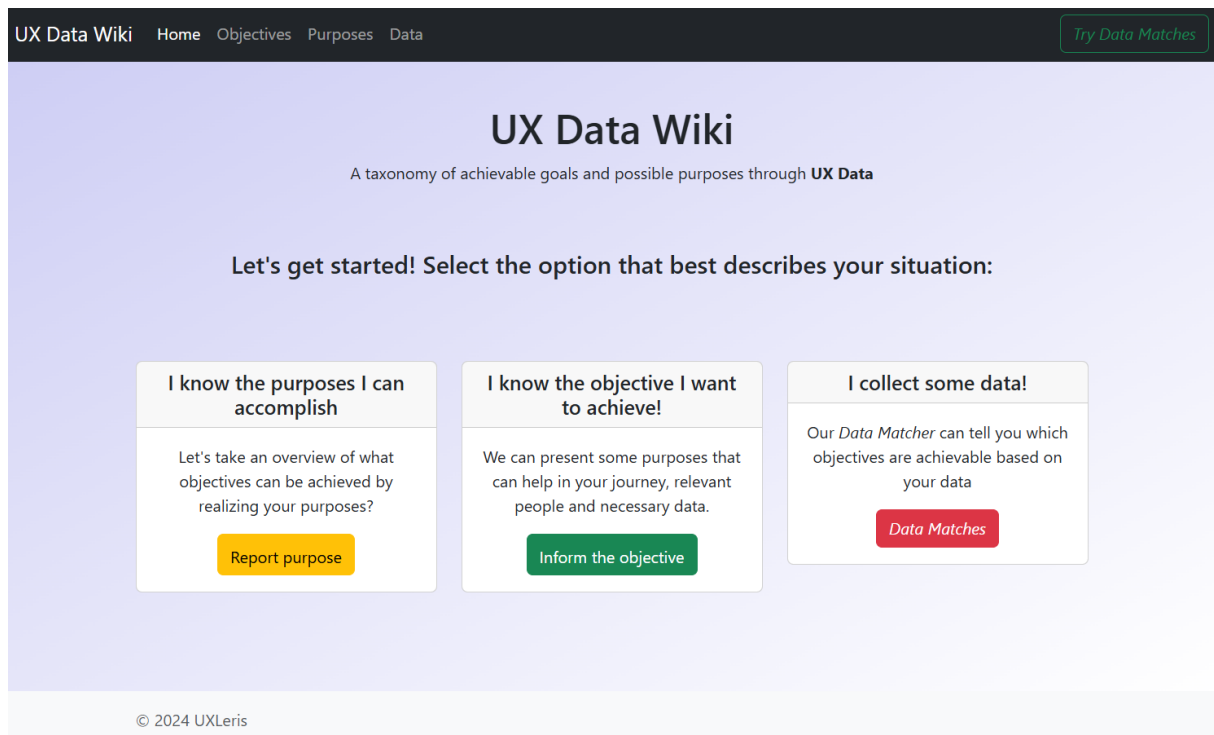 UX Data Wiki Home Objectives Purposes Data Try Data Matches
UX Data Wiki
A taxonomy of achievable goals and possible purposes through UX Data
Let's get started! Select the option that best describes your situation:
I know the purposes I can
accomplish
Let's take an overview of what
objectives can be achieved by
realizing your purposes?
Report purpose
I know the objective I want
to achieve!
We can present some purposes that
can help in your journey, relevant
people and necessary data.
Inform the objective
I collect some data!
Our Data Matcher can tell you which
objectives are achievable based on
your data
Data Matches
© 2024 UXLeris